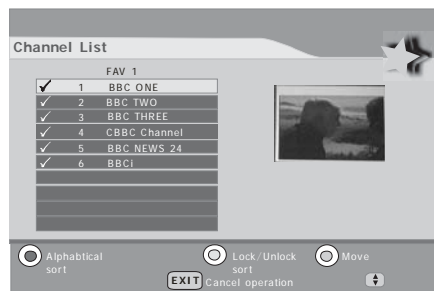 Channel List
FAV 1
1 BBC ONE
2 BBC TWO
3 BBC THREE
4 CBBC Channel
5 BBC NEWS 24
6 BBCi
Alphabtical sort
Lock/Unlock sort
Move
EXIT Cancel operation